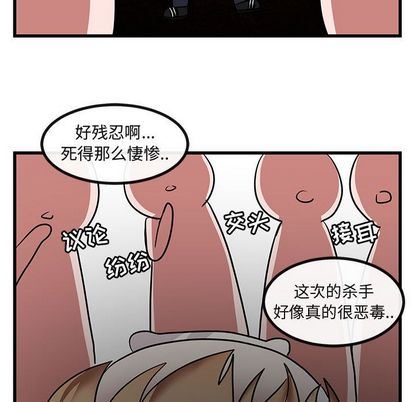 好残忍啊...
死得那么悽惨..
议论
纷纷
交头
接耳
这次的杀手
好像真的很恶毒..